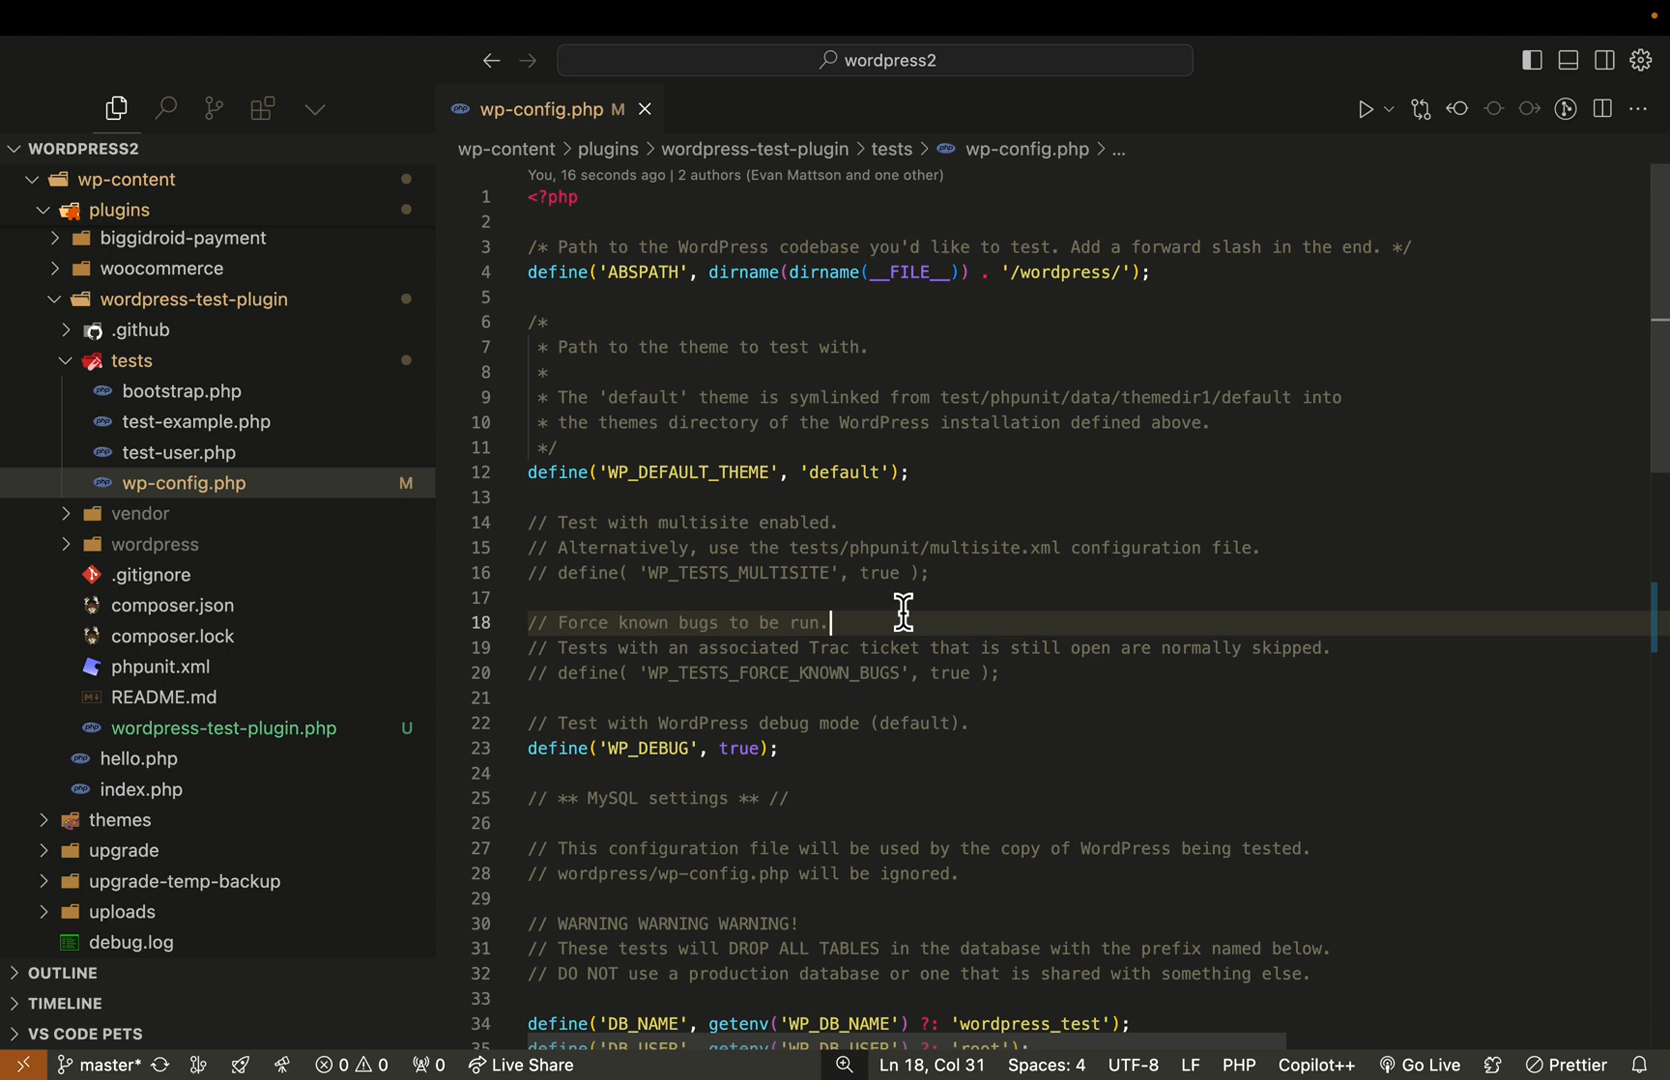 wordpress2
wp-config.php M
WORDPRESS2
wp-content
plugins
biggidroid-payment
woocommerce
wordpress-test-plugin
.github
tests
bootstrap.php
test-example.php
test-user.php
wp-config.php M
vendor
wordpress
.gitignore
composer.json
composer.lock
phpunit.xml
README.md
wordpress-test-plugin.php U
hello.php
index.php
themes
upgrade
upgrade-temp-backup
uploads
debug.log
OUTLINE
TIMELINE
VS CODE PETS
wp-content > plugins > wordpress-test-plugin > tests > wp-config.php > ...
You, 16 seconds ago | 2 authors (Evan Mattson and one other)
1 <?php
2
3 /* Path to the WordPress codebase you'd like to test. Add a forward slash in the end. */
4 define('ABSPATH', dirname(dirname(__FILE__)) . '/wordpress/');
5
6 /*
7 * Path to the theme to test with.
8 *
9 * The 'default' theme is symlinked from test/phpunit/data/themedir1/default into
10 * the themes directory of the WordPress installation defined above.
11 */
12 define('WP_DEFAULT_THEME', 'default');
13
14 // Test with multisite enabled.
15 // Alternatively, use the tests/phpunit/multisite.xml configuration file.
16 // define( 'WP_TESTS_MULTISITE', true );
17
18 // Force known bugs to be run.
19 // Tests with an associated Trac ticket that is still open are normally skipped.
20 // define( 'WP_TESTS_FORCE_KNOWN_BUGS', true );
21
22 // Test with WordPress debug mode (default).
23 define('WP_DEBUG', true);
24
25 // ** MySQL settings ** //
26
27 // This configuration file will be used by the copy of WordPress being tested.
28 // wordpress/wp-config.php will be ignored.
29
30 // WARNING WARNING WARNING!
31 // These tests will DROP ALL TABLES in the database with the prefix named below.
32 // DO NOT use a production database or one that is shared with something else.
33
34 define('DB_NAME', getenv('WP_DB_NAME') ?: 'wordpress_test');
35 define('DB_USER', getenv('WP_DB_USER') ?: 'root');
master* 0 0 0 Live Share Ln 18, Col 31 Spaces: 4 UTF-8 LF PHP Copilot++ Go Live Prettier